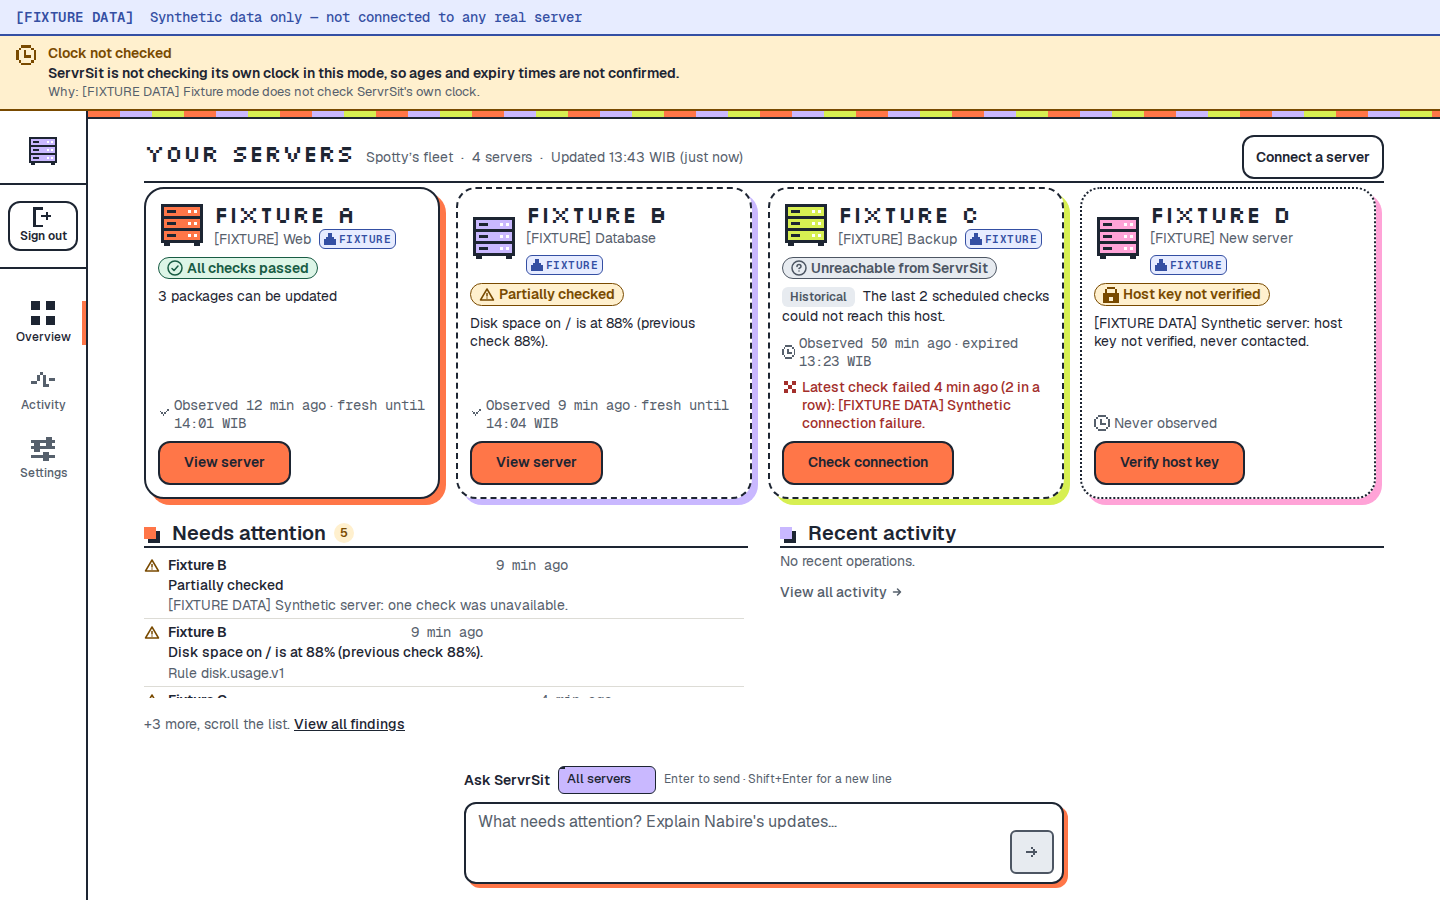 [FIXTURE DATA] Synthetic data only — not connected to any real server
Clock not checked
ServrSit is not checking its own clock in this mode, so ages and expiry times are not confirmed.
Why: [FIXTURE DATA] Fixture mode does not check ServrSit's own clock.
Sign out
Overview
Activity
Settings
YOUR SERVERS Spotty's fleet · 4 servers · Updated 13:43 WIB (just now)
Connect a server
FIXTURE A
[FIXTURE] Web FIXTURE
All checks passed
3 packages can be updated
Observed 12 min ago · fresh until
14:01 WIB
View server
FIXTURE B
[FIXTURE] Database
FIXTURE
Partially checked
Disk space on / is at 88% (previous
check 88%).
Observed 9 min ago · fresh until
14:04 WIB
View server
FIXTURE C
[FIXTURE] Backup FIXTURE
Unreachable from ServrSit
Historical The last 2 scheduled checks
could not reach this host.
Observed 50 min ago · expired
13:23 WIB
Latest check failed 4 min ago (2 in a
row): [FIXTURE DATA] Synthetic
connection failure.
Check connection
FIXTURE D
[FIXTURE] New server
FIXTURE
Host key not verified
[FIXTURE DATA] Synthetic server: host
key not verified, never contacted.
Never observed
Verify host key
Needs attention 5
Fixture B 9 min ago
Partially checked
[FIXTURE DATA] Synthetic server: one check was unavailable.
Fixture B 9 min ago
Disk space on / is at 88% (previous check 88%).
Rule disk.usage.v1
+3 more, scroll the list. View all findings
Recent activity
No recent operations.
View all activity →
Ask ServrSit All servers Enter to send · Shift+Enter for a new line
What needs attention? Explain Nabire's updates…